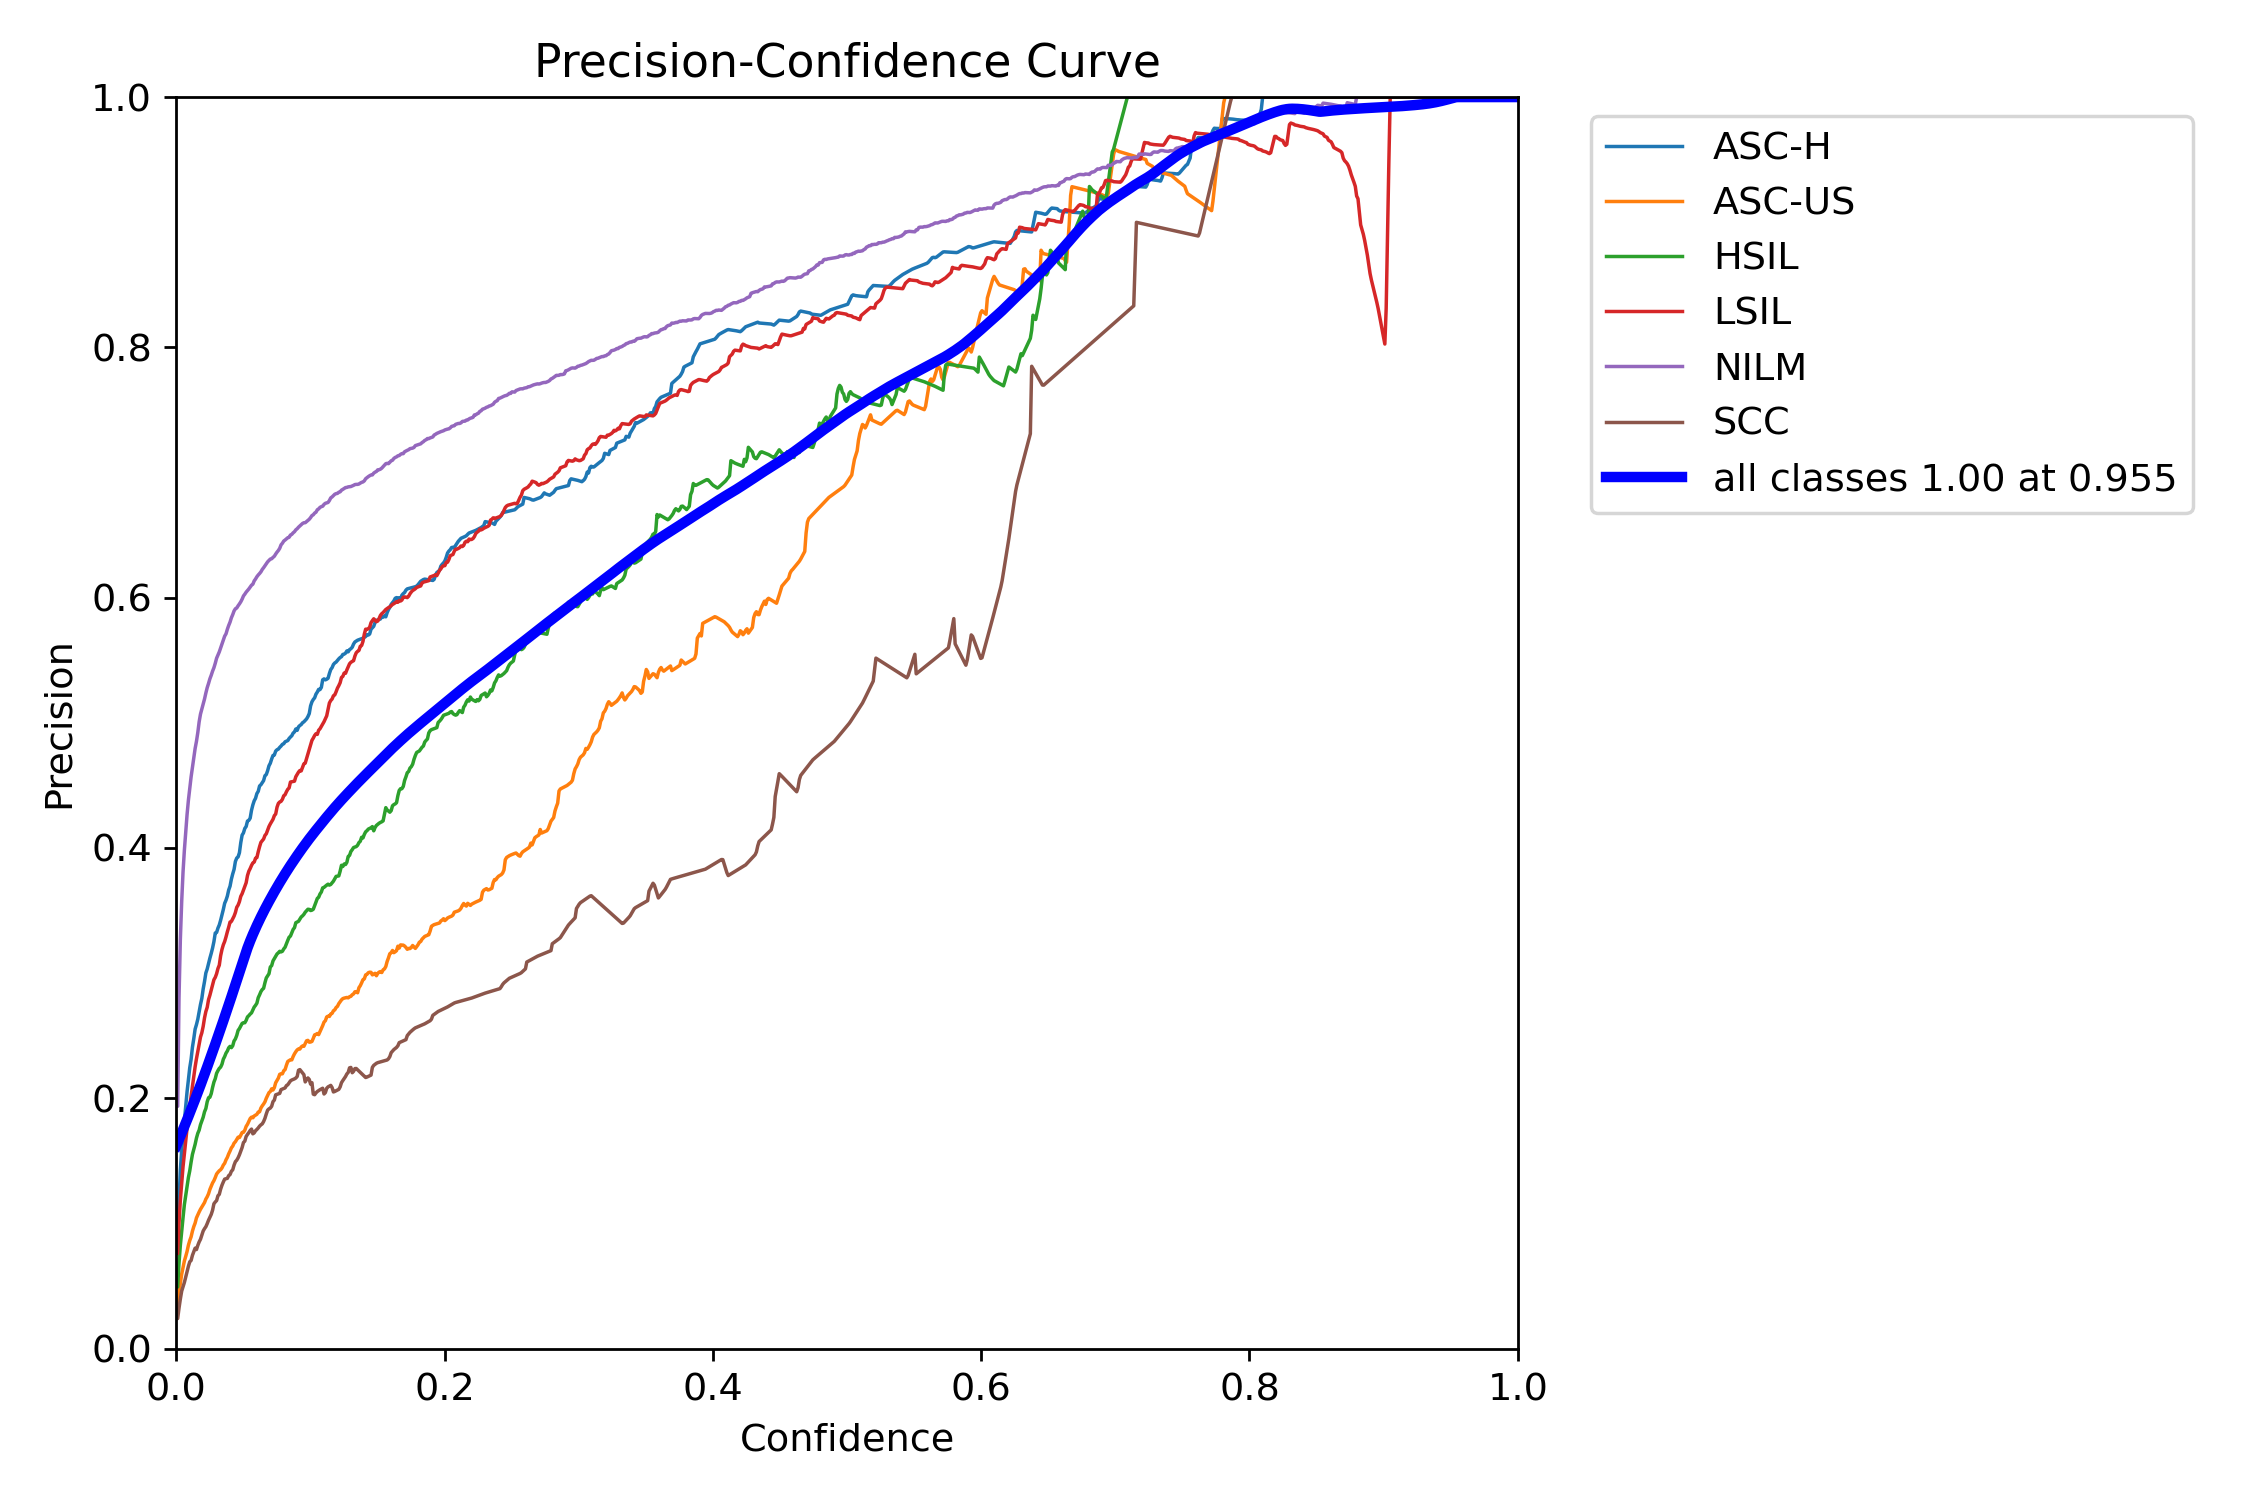 Precision-Confidence Curve
1.0
0.8
0.6
0.4
0.2
0.0
Precision
0.0 0.2 0.4 0.6 0.8 1.0
Confidence
ASC-H
ASC-US
HSIL
LSIL
NILM
SCC
all classes 1.00 at 0.955